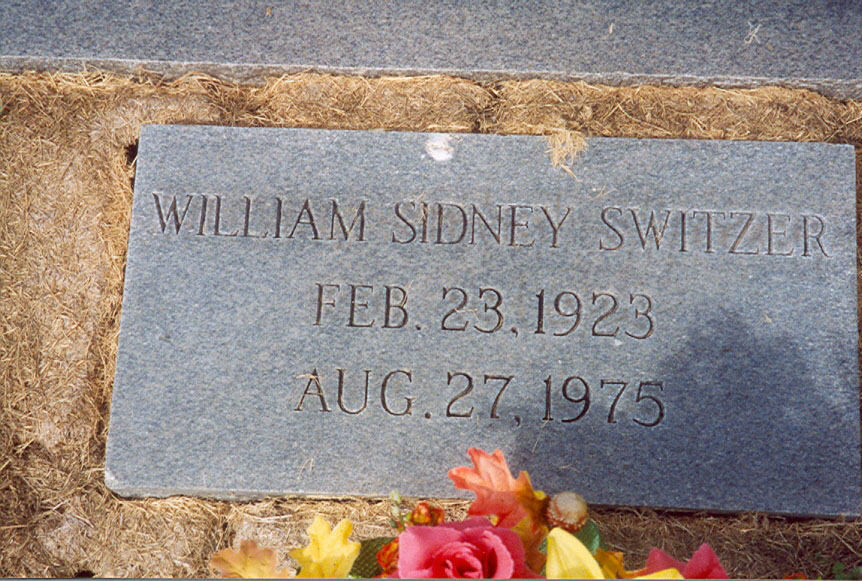 WILLIAM SIDNEY SWITZER
FEB. 23, 1923
AUG. 27, 1975